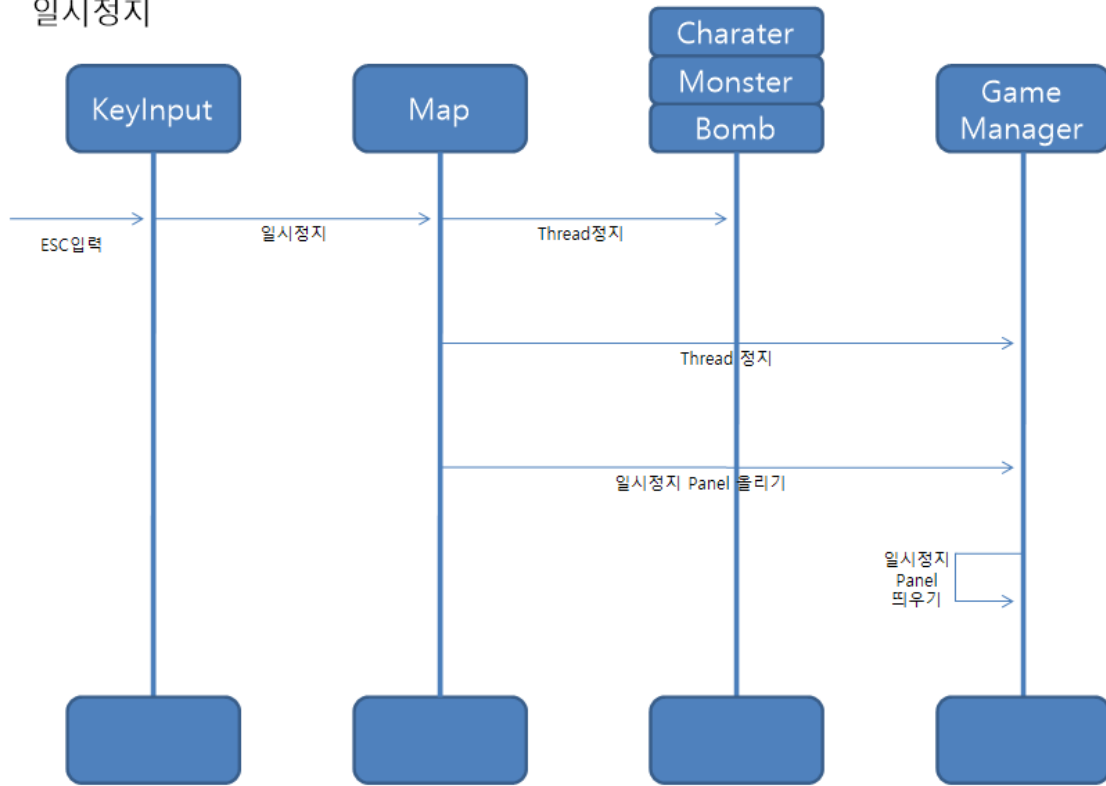 일시정지
Charater
Monster
Bomb
KeyInput
Map
Game
Manager
ESC입력
일시정지
Thread정지
Thread 정지
일시정지 Panel 올리기
일시정지
Panel
띄우기